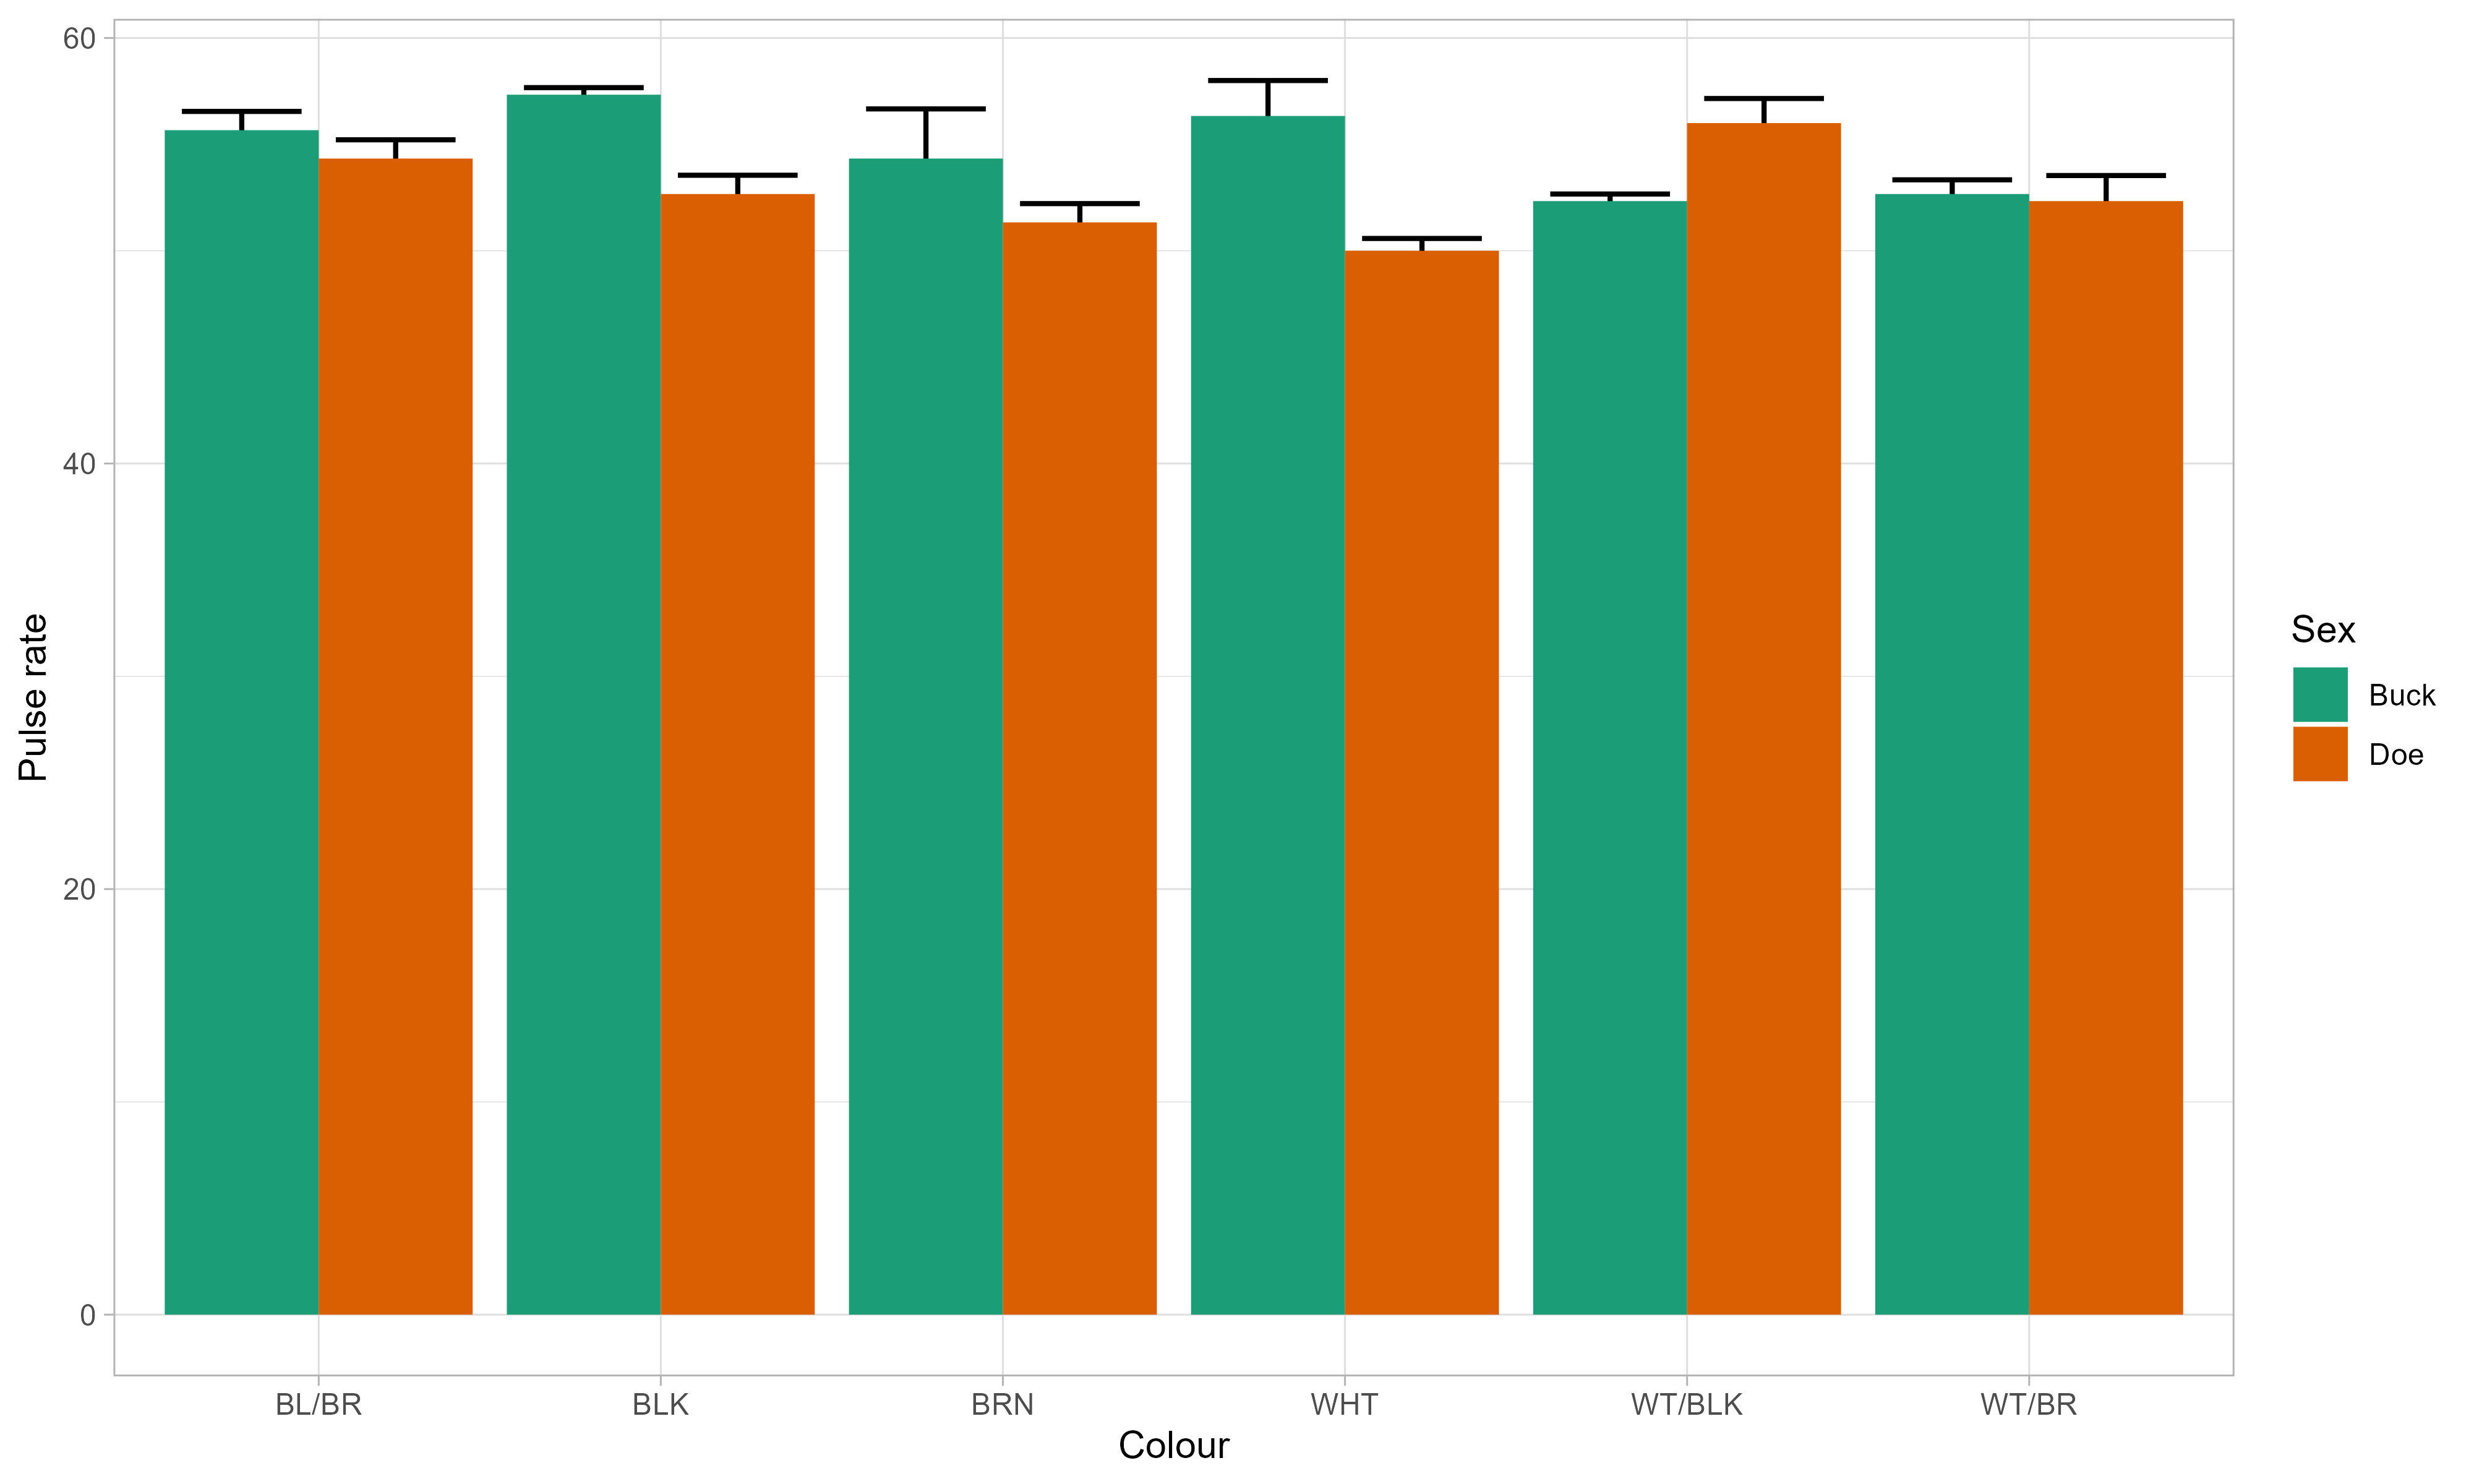 60
40
20
0
Pulse rate
BL/BR
BLK
BRN
WHT
WT/BLK
WT/BR
Colour
Sex
Buck
Doe